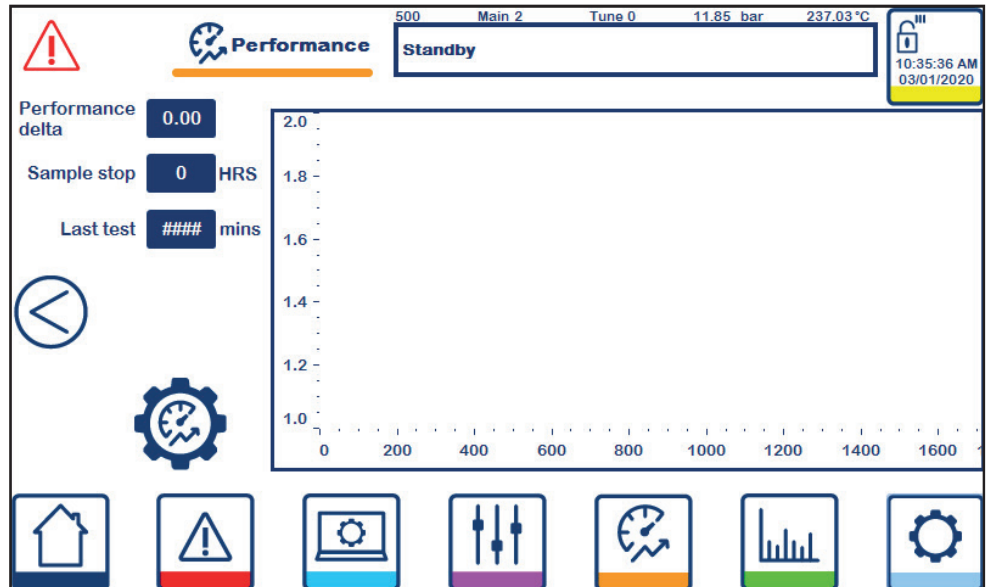 500 Main 2 Tune 0 11.85 bar 237.03 °C
Performance
Standby
10:35:36 AM
03/01/2020
Performance
delta
0.00
Sample stop 0 HRS
Last test #### mins
2.0
1.8
1.6
1.4
1.2
1.0
0 200 400 600 800 1000 1200 1400 1600 1